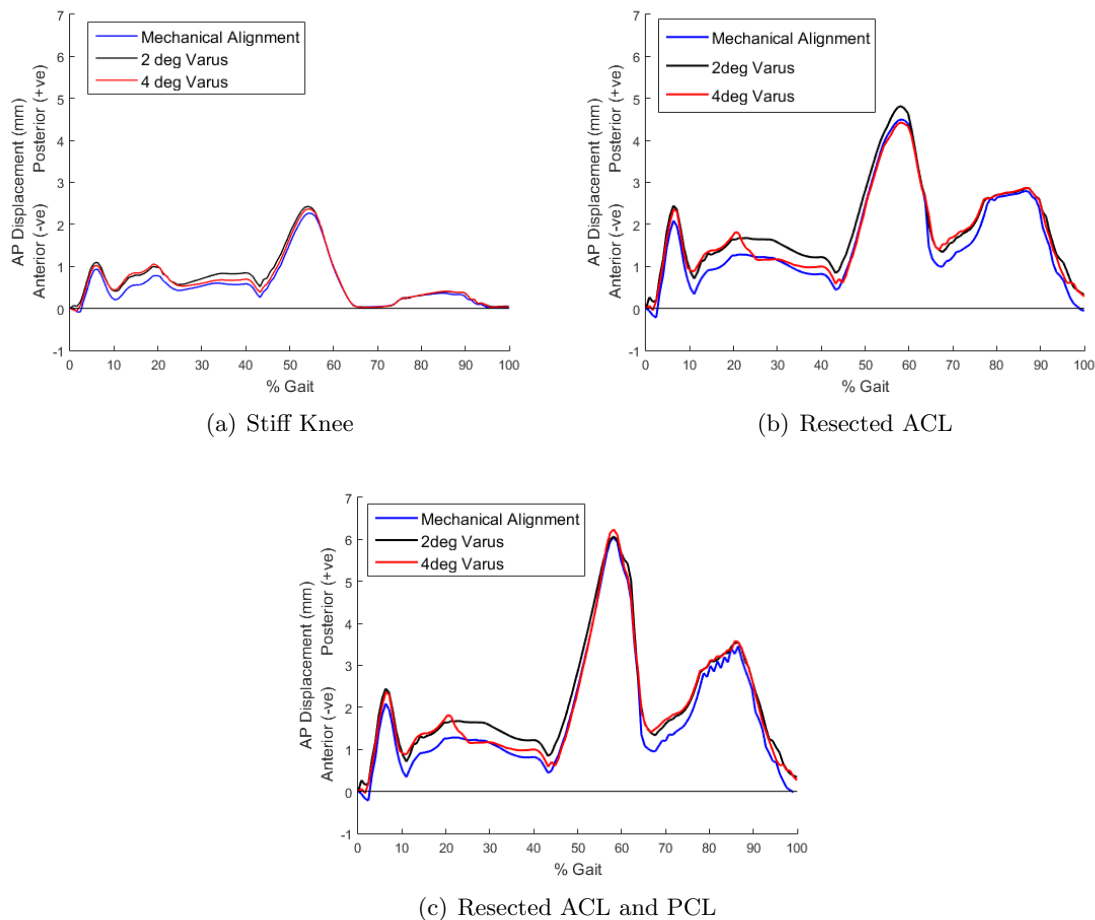 7
6
5
4
3
2
1
0
-1
AP Displacement (mm)
Anterior (-ve) Posterior (+ve)
Mechanical Alignment
2 deg Varus
4 deg Varus
0 10 20 30 40 50 60 70 80 90 100
% Gait
(a) Stiff Knee
7
6
5
4
3
2
1
0
-1
AP Displacement (mm)
Anterior (-ve) Posterior (+ve)
Mechanical Alignment
2deg Varus
4deg Varus
0 10 20 30 40 50 60 70 80 90 100
% Gait
(b) Resected ACL
7
6
5
4
3
2
1
0
-1
AP Displacement (mm)
Anterior (-ve) Posterior (+ve)
Mechanical Alignment
2deg Varus
4deg Varus
0 10 20 30 40 50 60 70 80 90 100
% Gait
(c) Resected ACL and PCL